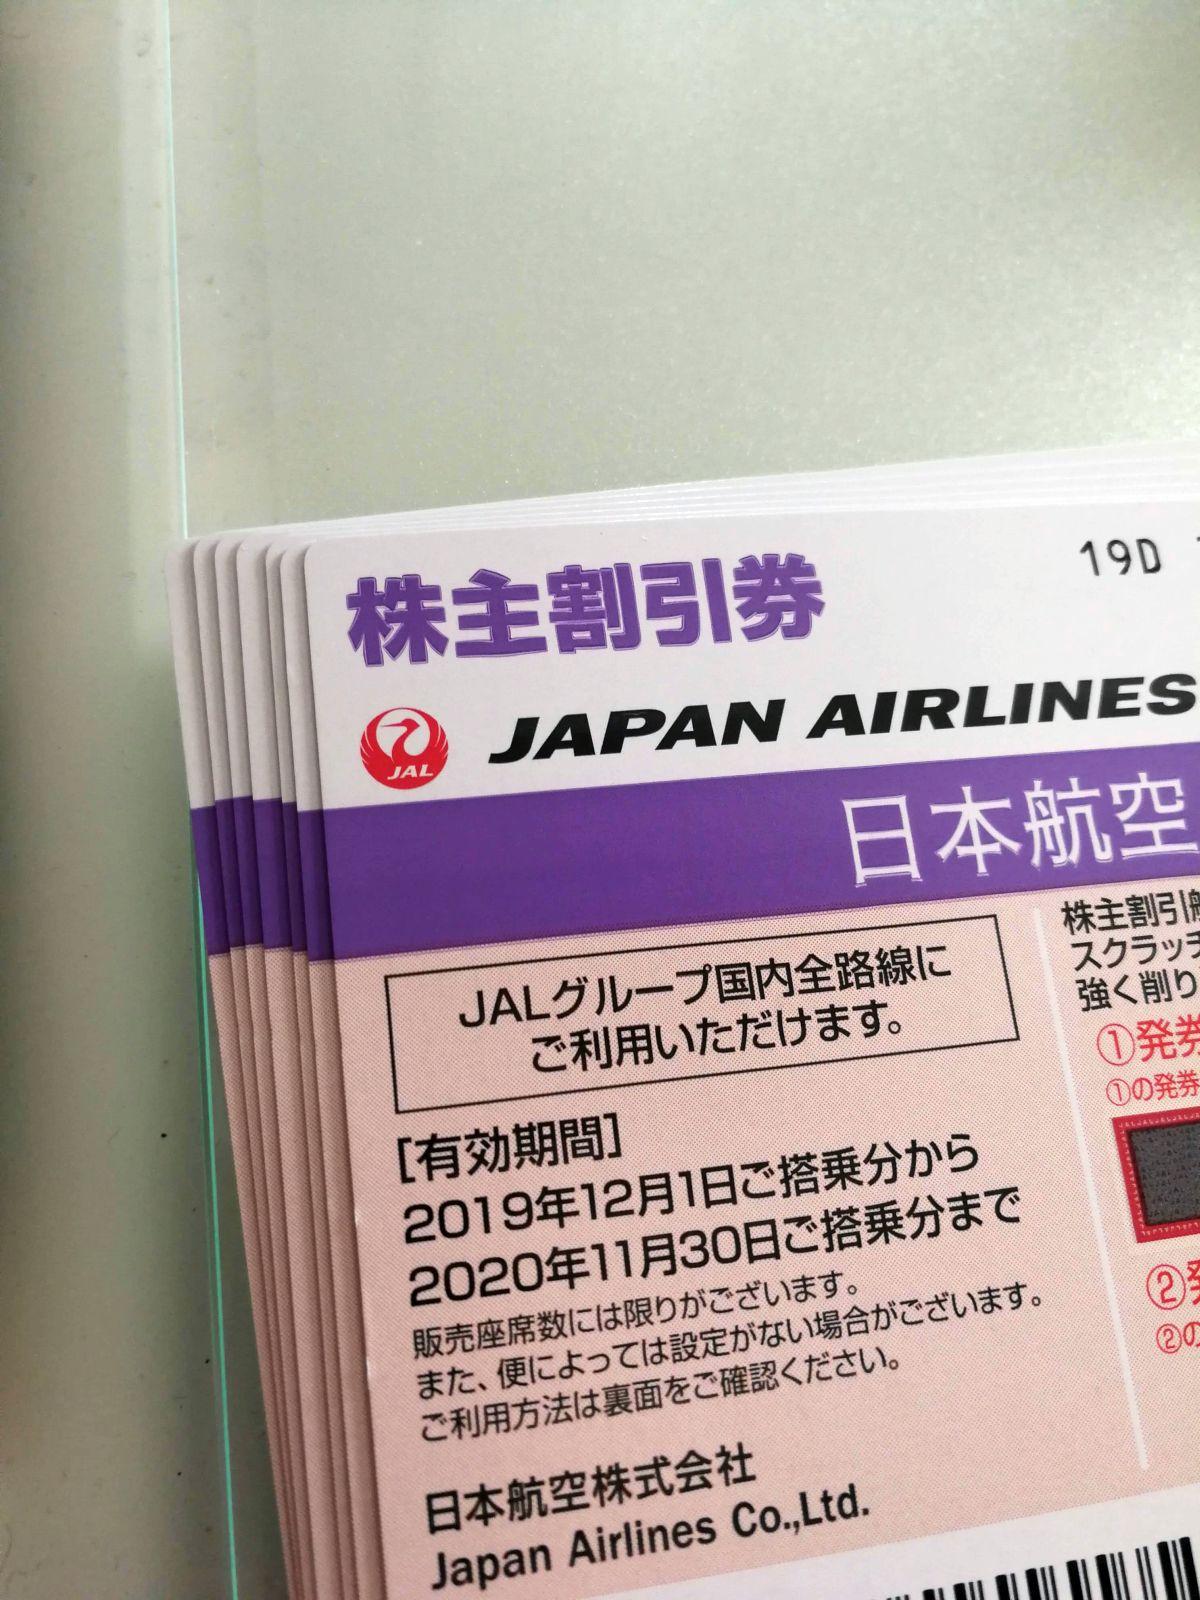 株主割引券
19D
JAL
JAPAN AIRLINES
日本航空
JALグループ国内全路線に
ご利用いただけます。
[有効期間]
2019年12月1日ご搭乗分から
2020年11月30日ご搭乗分まで
販売座席数には限りがございます。
また、便によっては設定がない場合がございます。
ご利用方法は裏面をご確認ください。
日本航空株式会社
Japan Airlines Co.,Ltd.
株主割引
スクラッチ
強く削り
①発券
①の発券
②発
②の